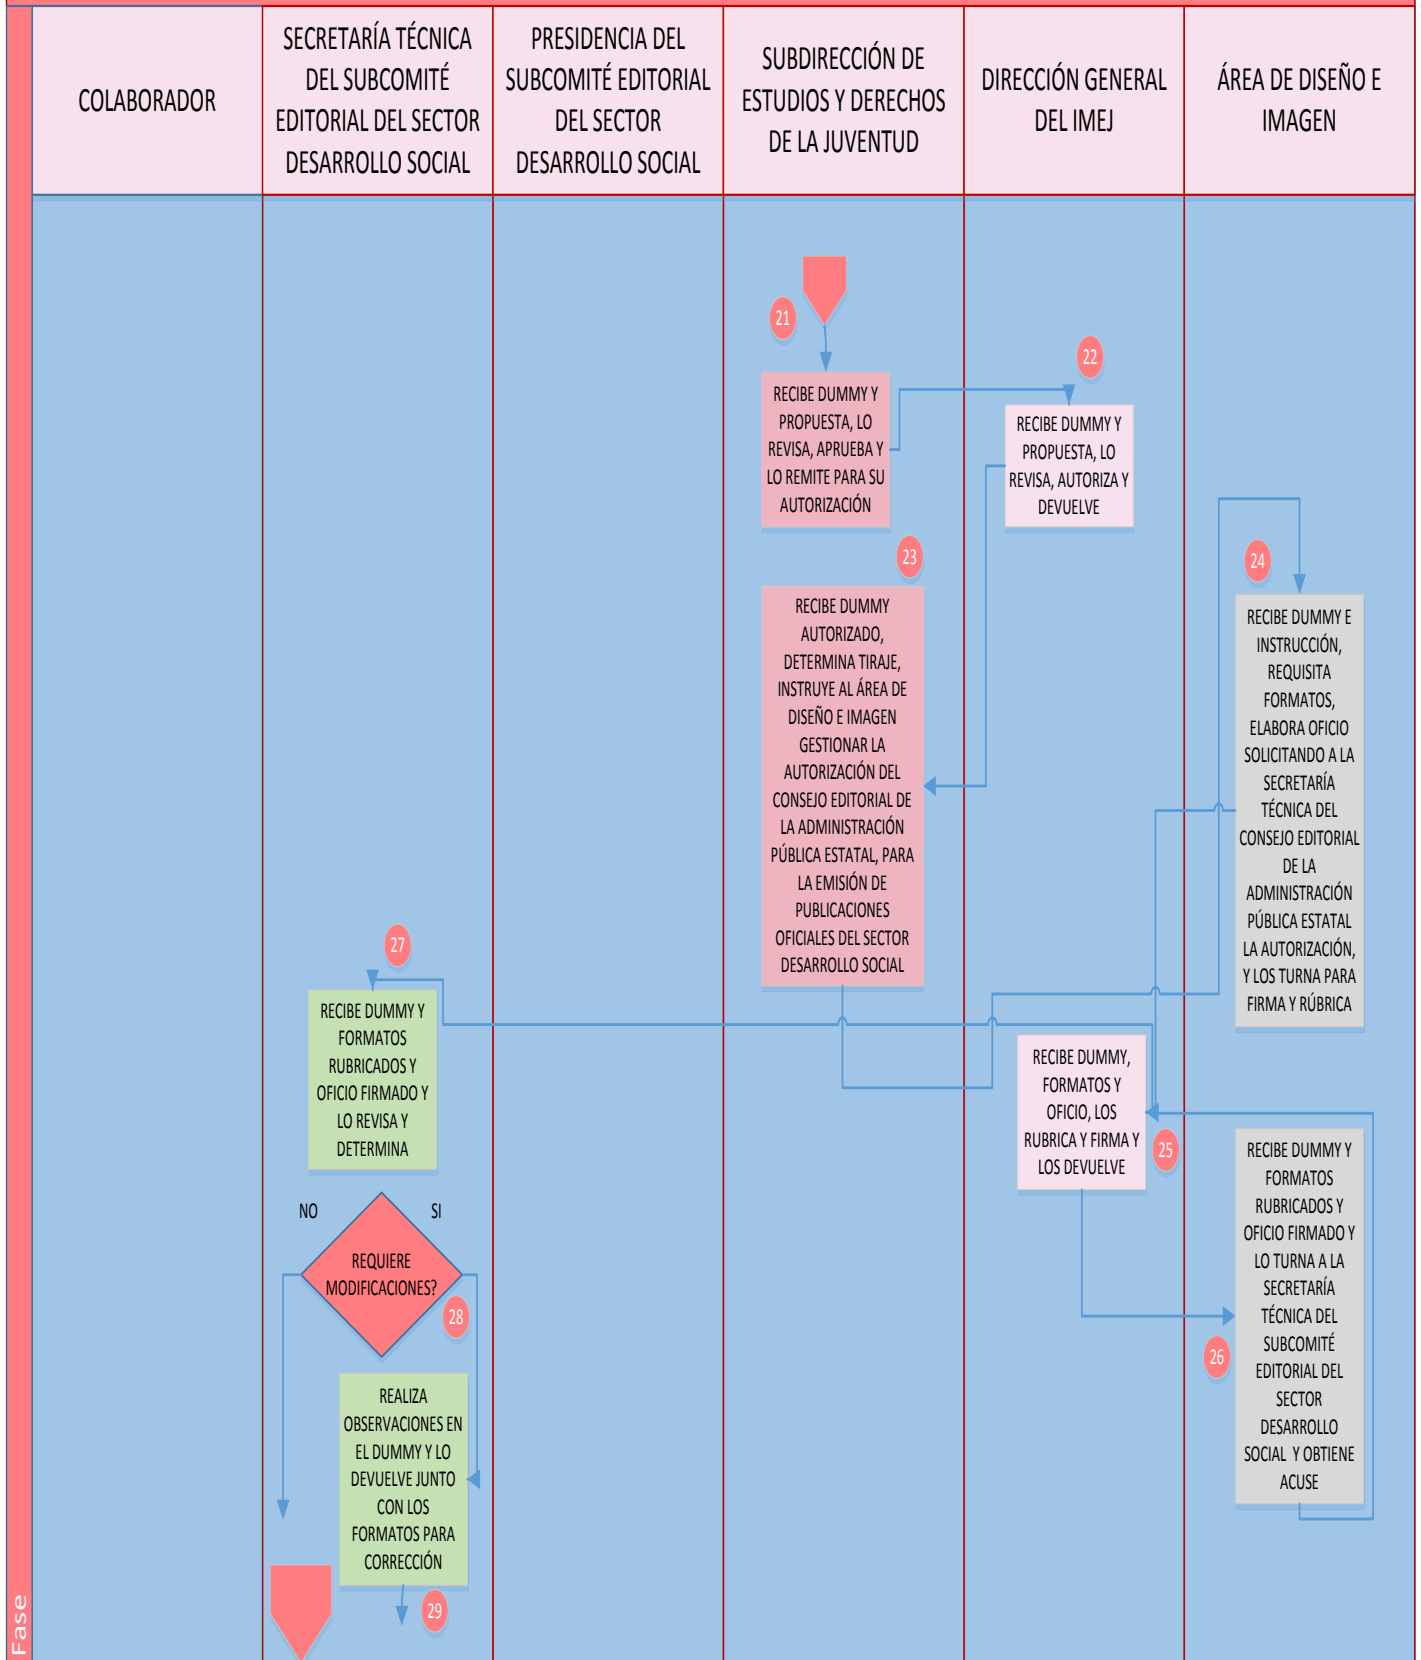 COLABORADOR
SECRETARÍA TÉCNICA
DEL SUBCOMITÉ
EDITORIAL DEL SECTOR
DESARROLLO SOCIAL
PRESIDENCIA DEL
SUBCOMITÉ EDITORIAL
DEL SECTOR
DESARROLLO SOCIAL
SUBDIRECCIÓN DE
ESTUDIOS Y DERECHOS
DE LA JUVENTUD
DIRECCIÓN GENERAL
DEL IMEJ
ÁREA DE DISEÑO E
IMAGEN
21
RECIBE DUMMY Y
PROPUESTA, LO
REVISA, APRUEBA Y
LO REMITE PARA SU
AUTORIZACIÓN
22
RECIBE DUMMY Y
PROPUESTA, LO
REVISA, AUTORIZA Y
DEVUELVE
23
RECIBE DUMMY
AUTORIZADO,
DETERMINA TIRAJE,
INSTRUYE AL ÁREA DE
DISEÑO E IMAGEN
GESTIONAR LA
AUTORIZACIÓN DEL
CONSEJO EDITORIAL DE
LA ADMINISTRACIÓN
PÚBLICA ESTATAL, PARA
LA EMISIÓN DE
PUBLICACIONES
OFICIALES DEL SECTOR
DESARROLLO SOCIAL
24
RECIBE DUMMY E
INSTRUCCIÓN,
REQUISITA
FORMATOS,
ELABORA OFICIO
SOLICITANDO A LA
SECRETARÍA
TÉCNICA DEL
CONSEJO EDITORIAL
DE LA
ADMINISTRACIÓN
PÚBLICA ESTATAL
LA AUTORIZACIÓN,
Y LOS TURNA PARA
FIRMA Y RÚBRICA
RECIBE DUMMY,
FORMATOS Y
OFICIO, LOS
RUBRICA Y FIRMA Y
LOS DEVUELVE
25
RECIBE DUMMY Y
FORMATOS
RUBRICADOS Y
OFICIO FIRMADO Y
LO TURNA A LA
SECRETARÍA
TÉCNICA DEL
SUBCOMITÉ
EDITORIAL DEL
SECTOR
DESARROLLO
SOCIAL  Y OBTIENE
ACUSE
26
27
RECIBE DUMMY Y
FORMATOS
RUBRICADOS Y
OFICIO FIRMADO Y
LO REVISA Y
DETERMINA
NO
SI
REQUIERE
MODIFICACIONES?
28
REALIZA
OBSERVACIONES EN
EL DUMMY Y LO
DEVUELVE JUNTO
CON LOS
FORMATOS PARA
CORRECCIÓN
29
Fase